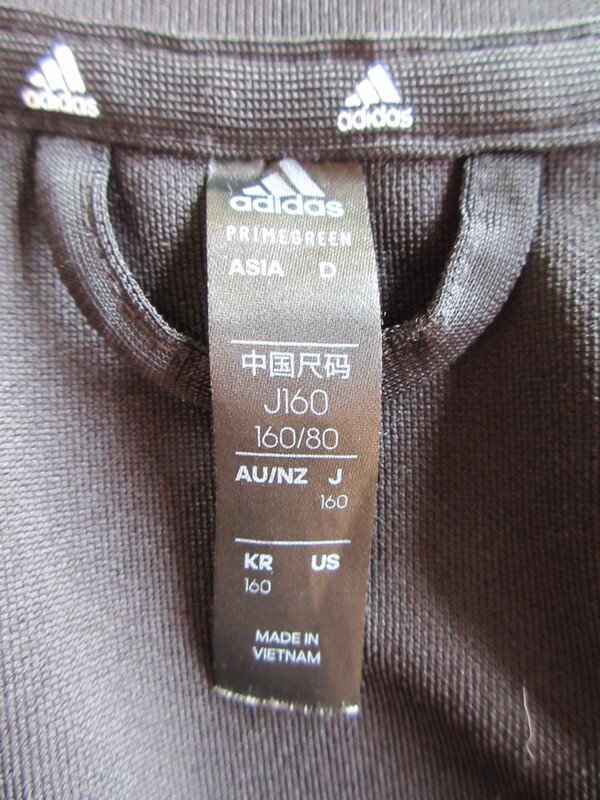 adidas
adidas
adidas
PRIMEGREEN
ASIA D
中国尺码
J160
160/80
AU/NZ J
160
KR US
160
MADE IN
VIETNAM